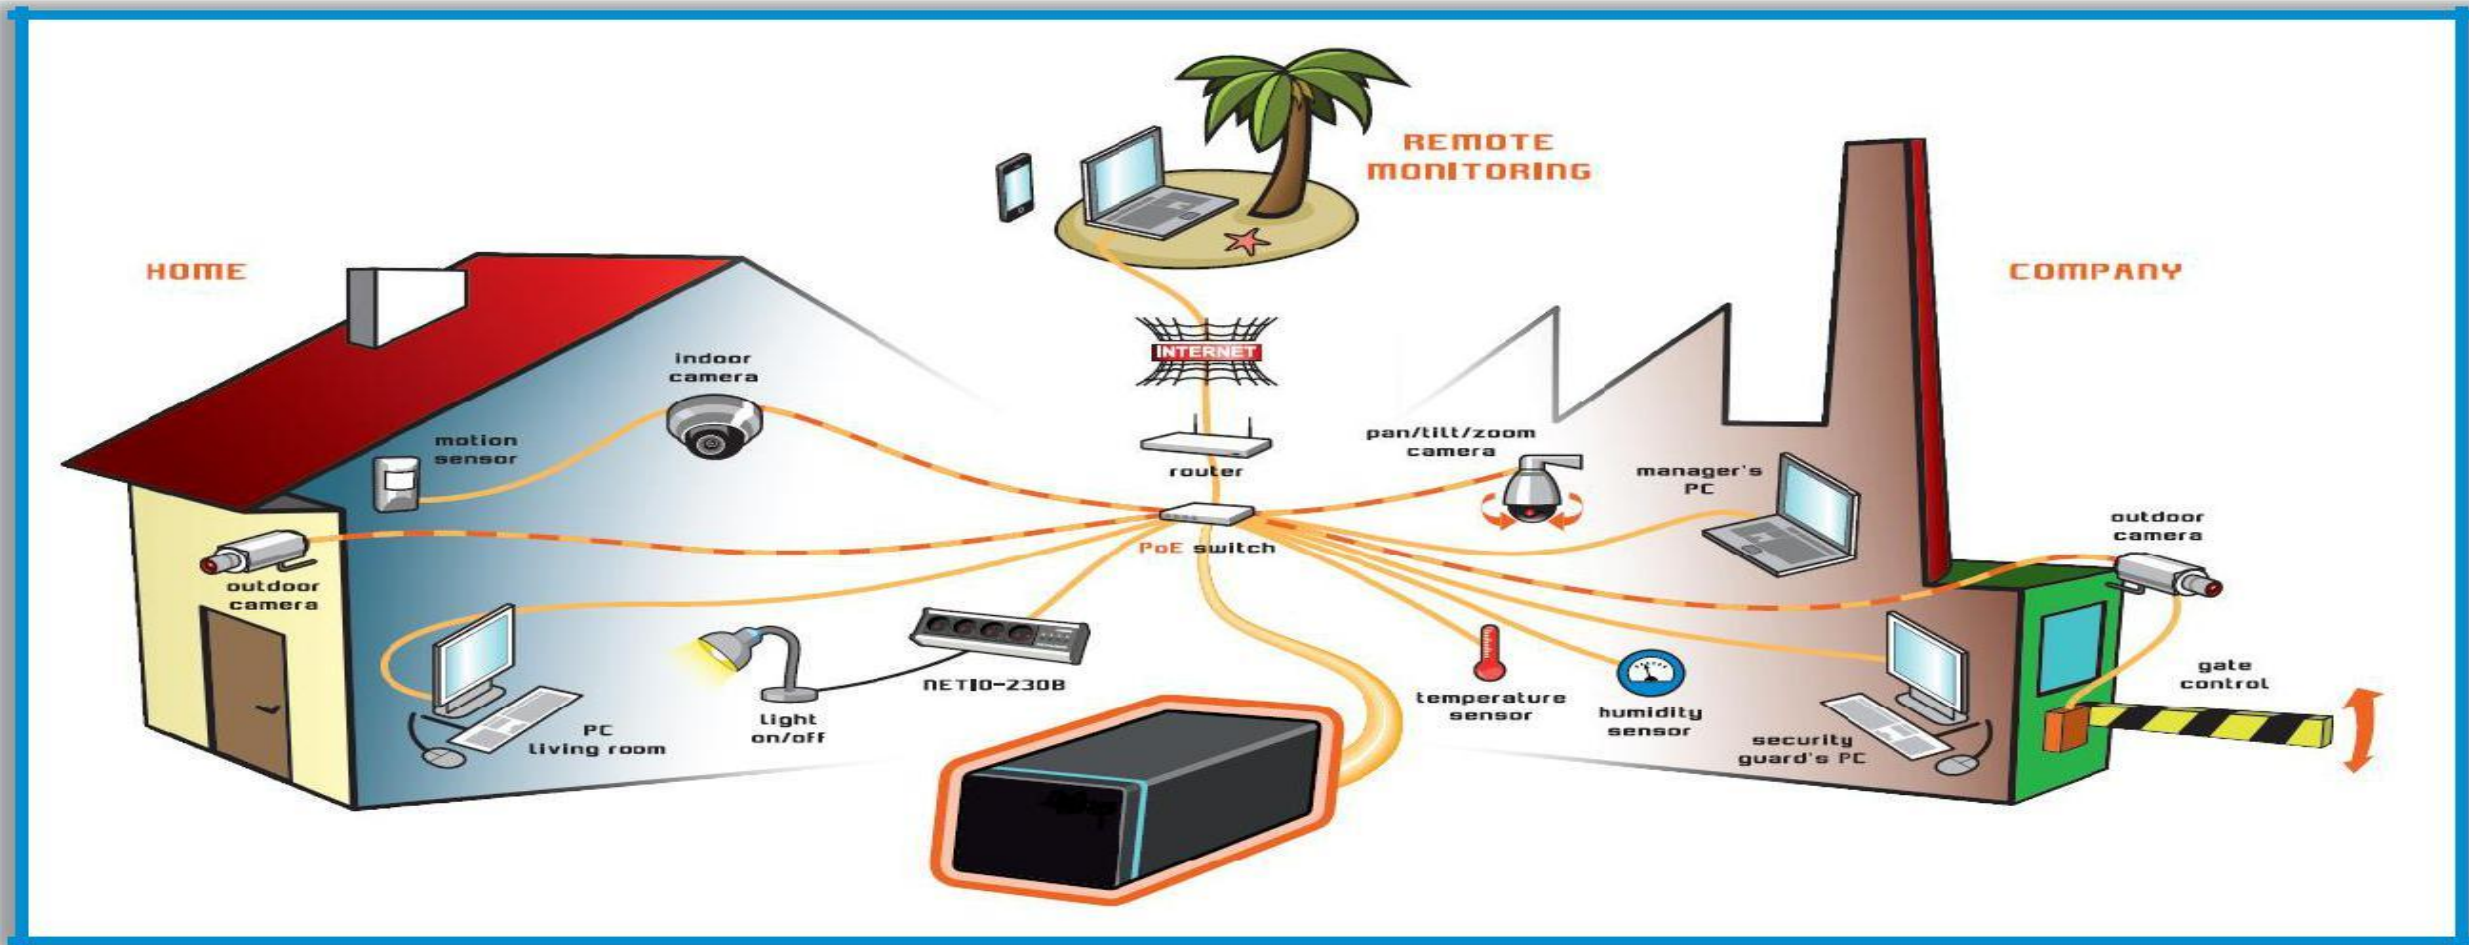 REMOTE
MONITORING
HOME
COMPANY
INTERNET
indoor
camera
motion
sensor
router
pan/tilt/zoom
camera
manager's
PC
outdoor
camera
PoE switch
outdoor
camera
NETIO-230B
PC
living room
light
on/off
temperature
sensor
humidity
sensor
security
guard's PC
gate
control